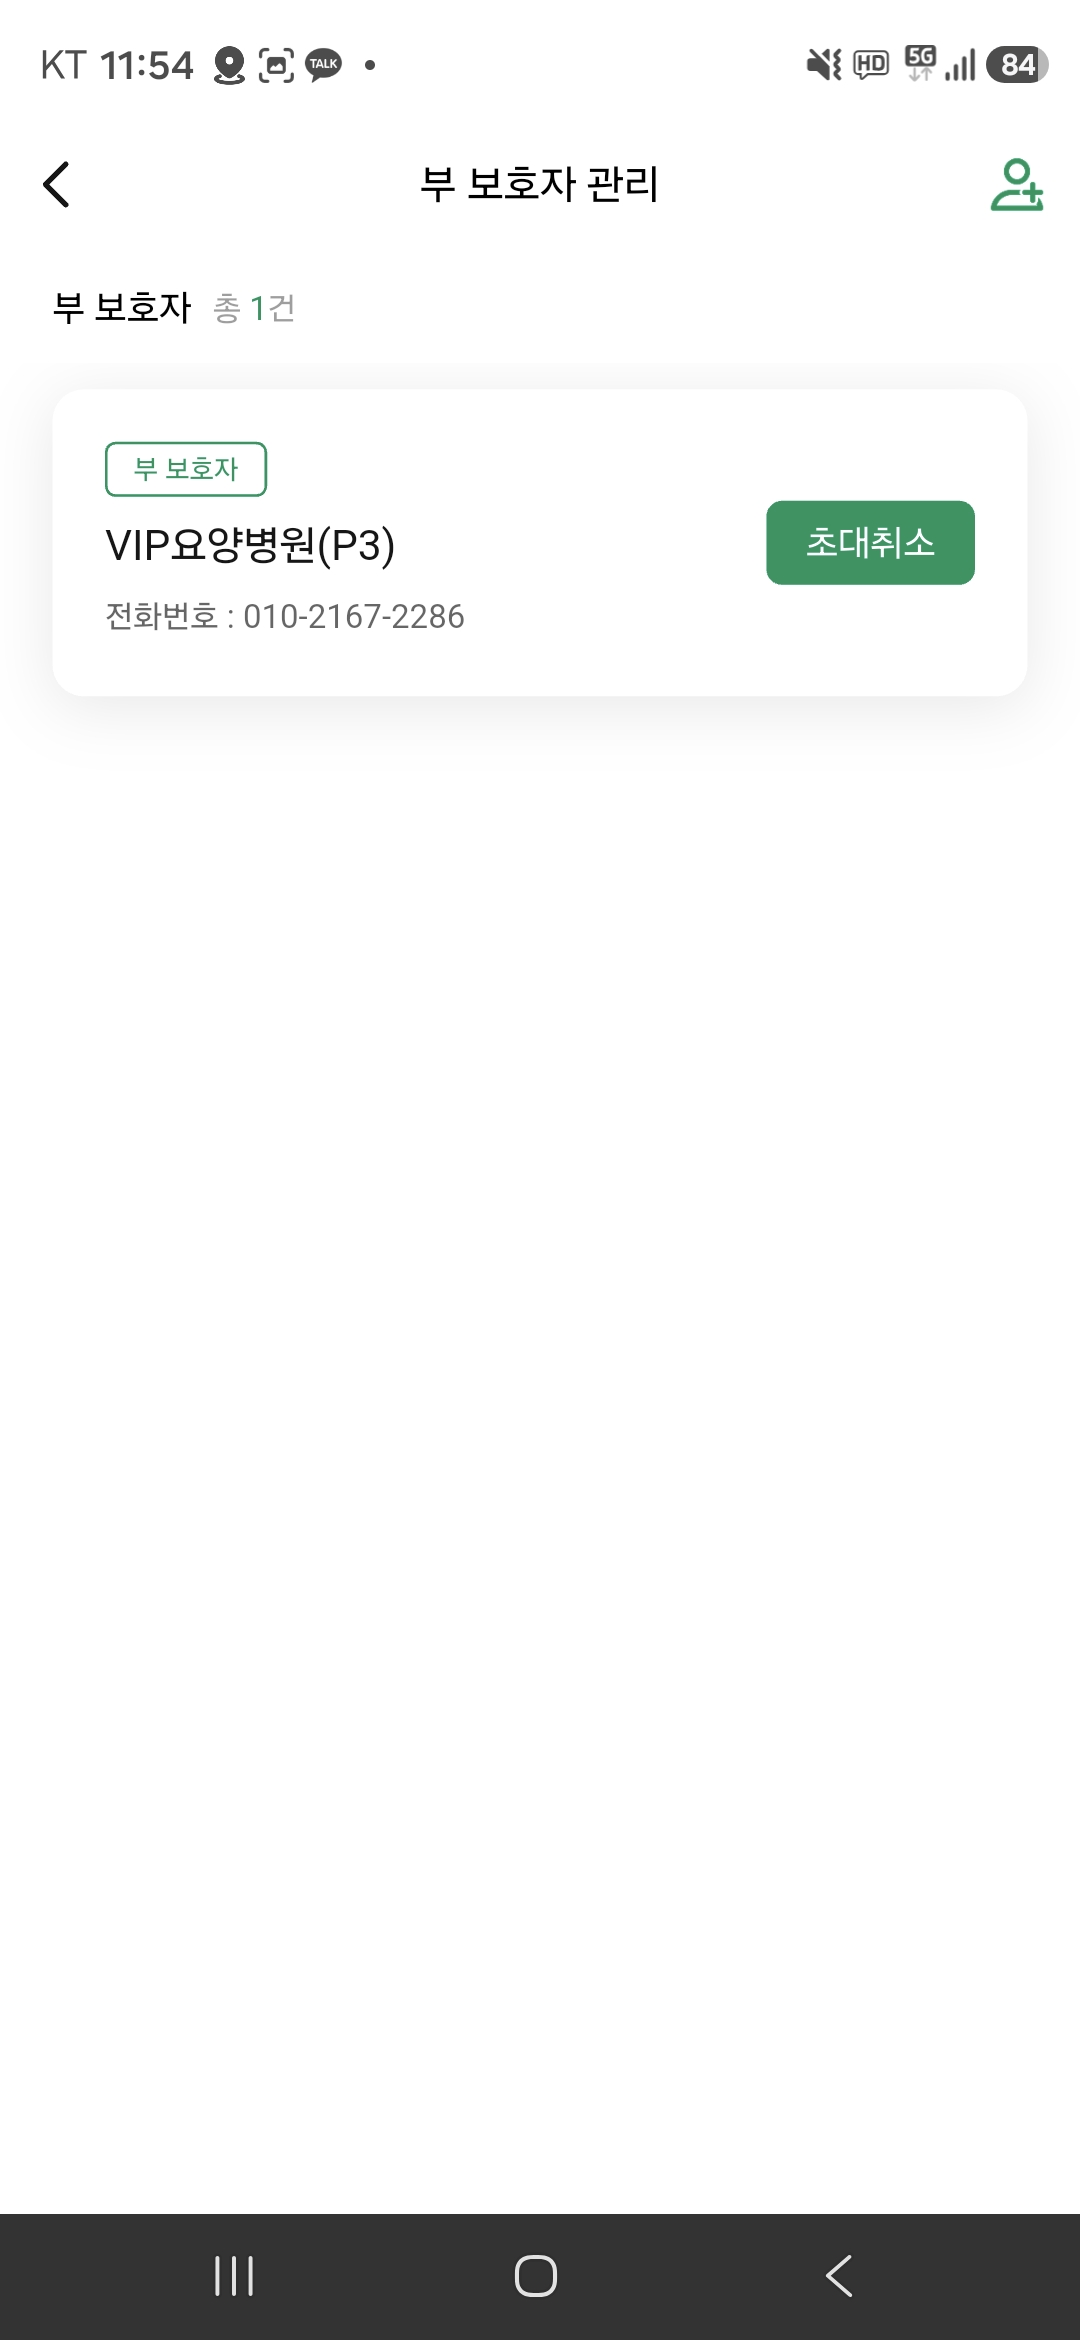 KT 11:54 TALK HD 5G 84
부 보호자 관리
부 보호자 총 1건
부 보호자
VIP요양병원(P3)
초대취소
전화번호 : 010-2167-2286